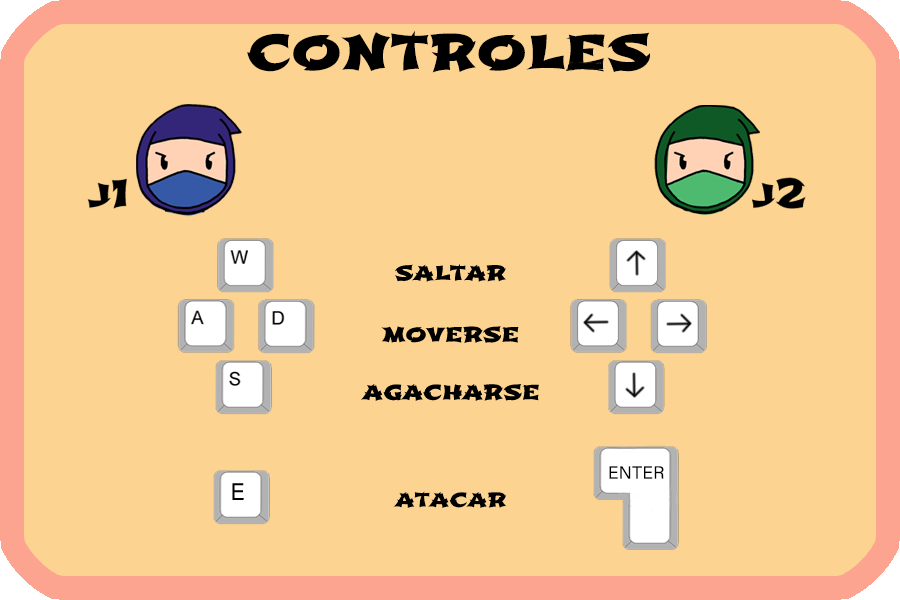 CONTROLES
J1 J2
W SALTAR ↑
A D MOVERSE ← →
S AGACHARSE ↓
E ATACAR ENTER